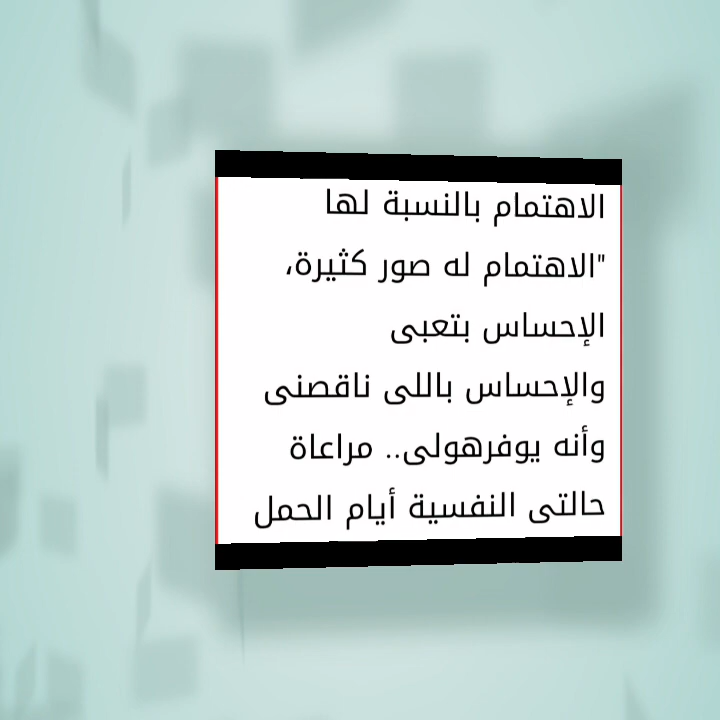 الاهتمام بالنسبة لها
"الاهتمام له صور كثيرة،
الإحساس بتعبى
والإحساس باللى ناقصنى
وأنه يوفرهولى.. مراعاة
حالتى النفسية أيام الحمل